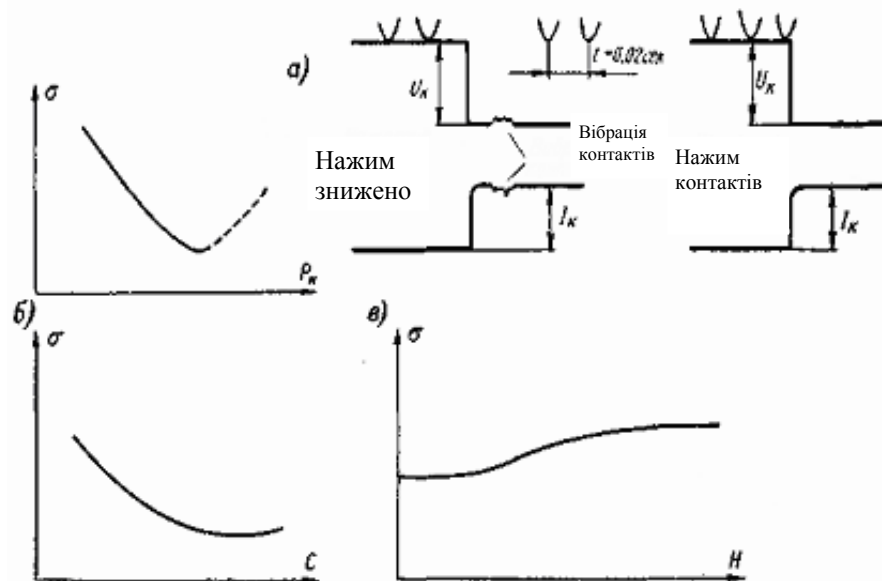 а)
σ
P_к
U_к
t = 0,02 сек
U_к
Нажим
знижено
Вібрація
контактів
Нажим
контактів
I_к
I_к
б)
σ
C
в)
σ
H